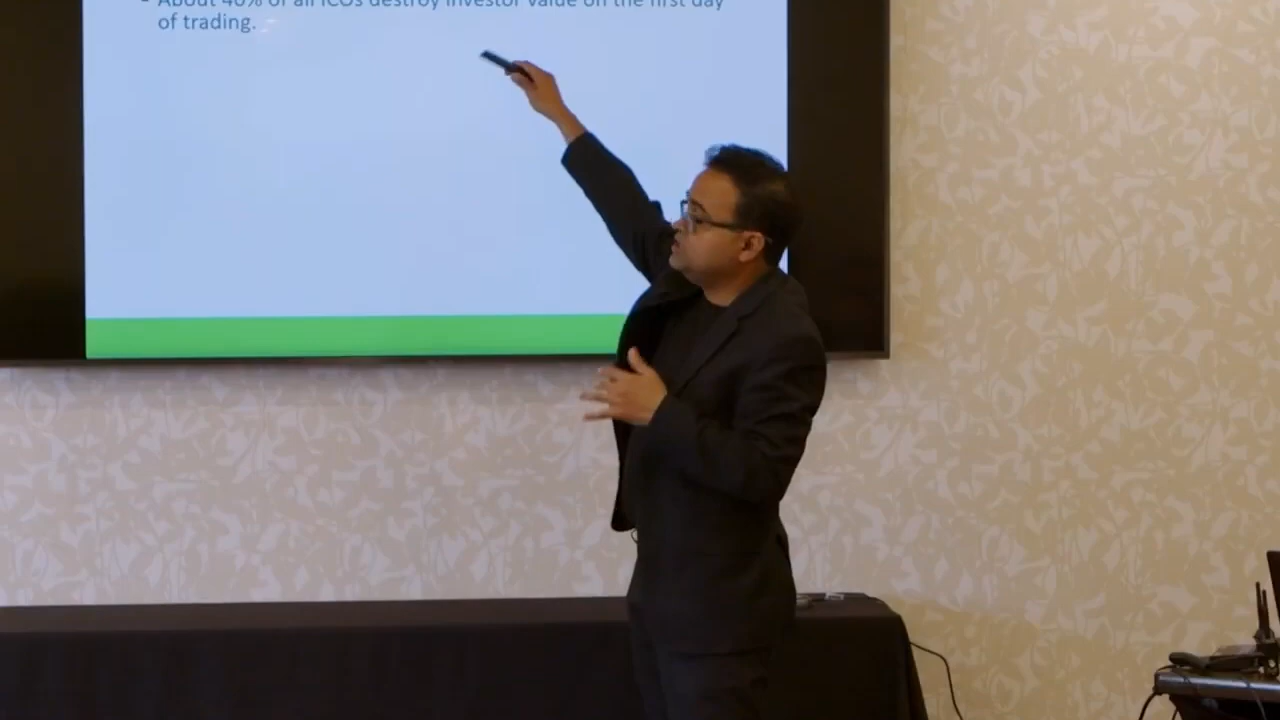 - About 40% of all ICOs destroy investor value on the first day
of trading.